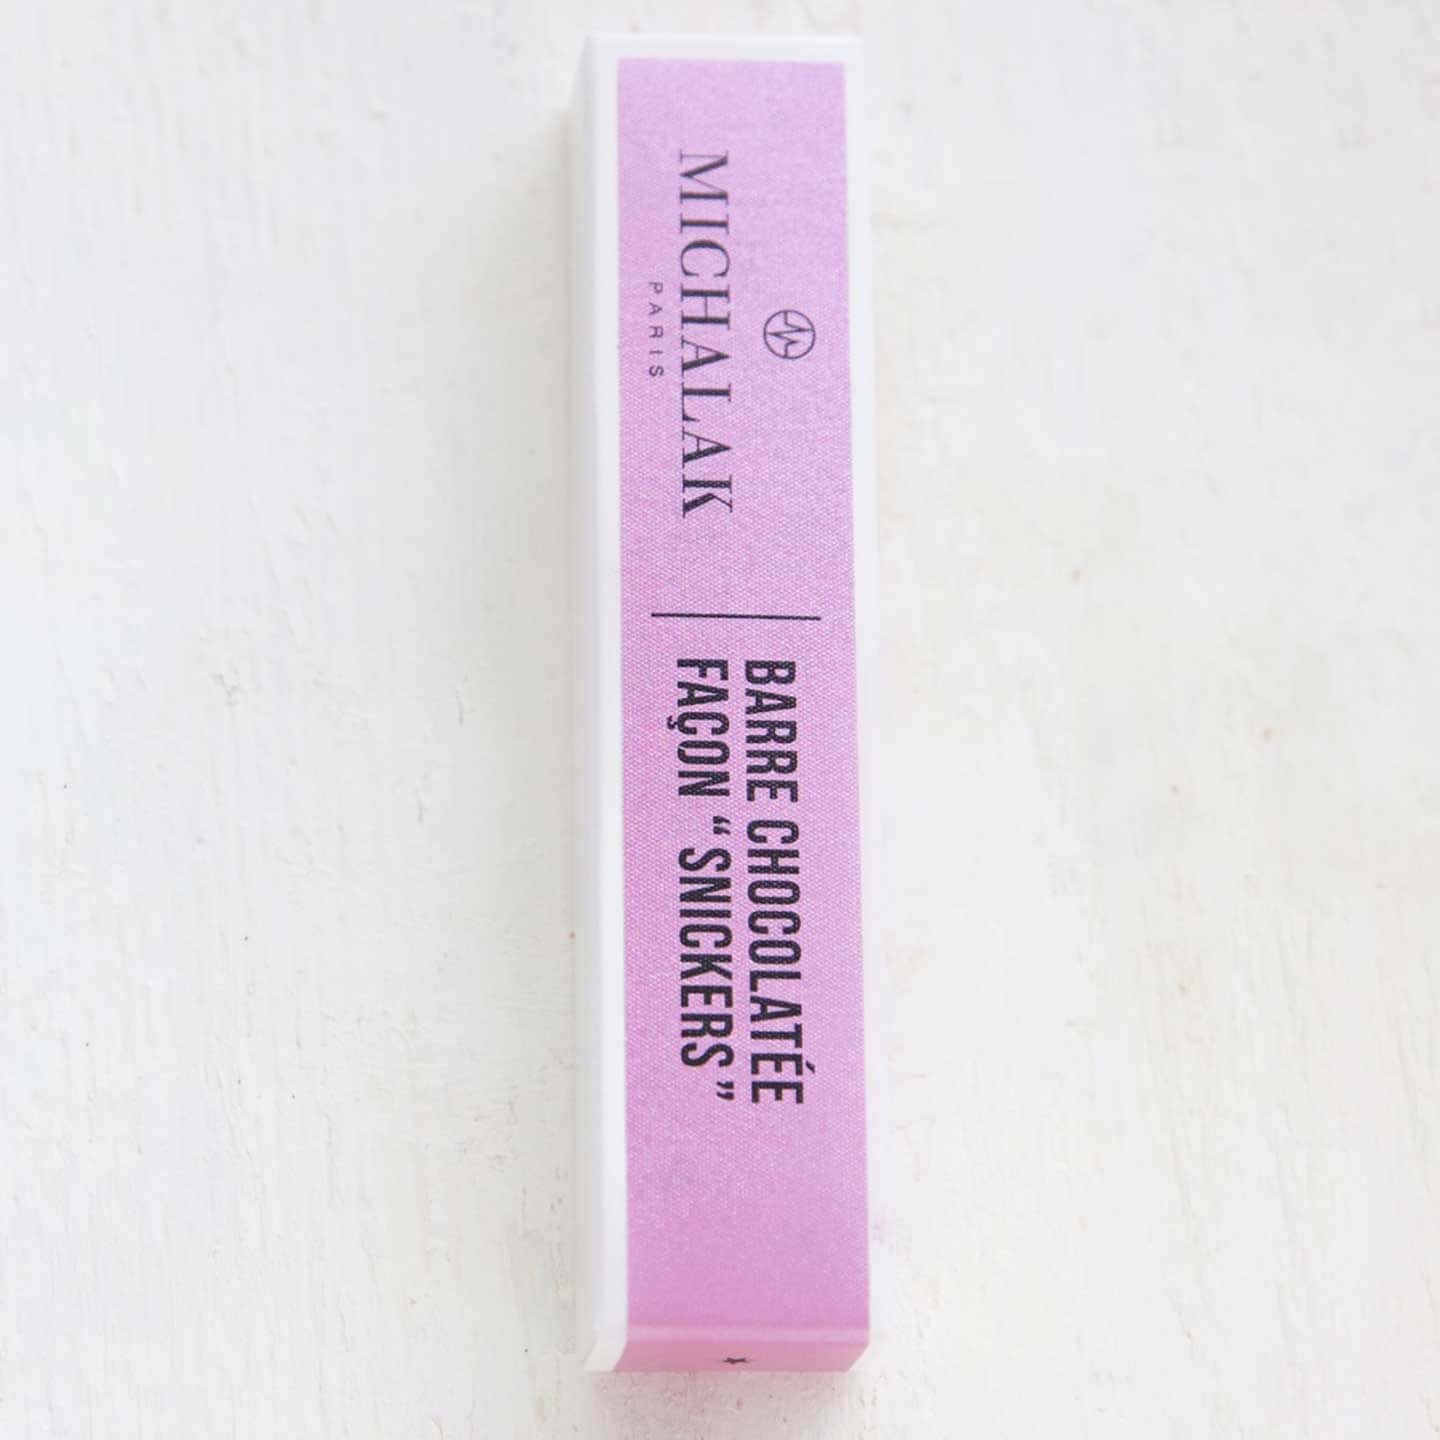 MICHALAK
PARIS
BARRE CHOCOLATÉE
FAÇON “SNICKERS”